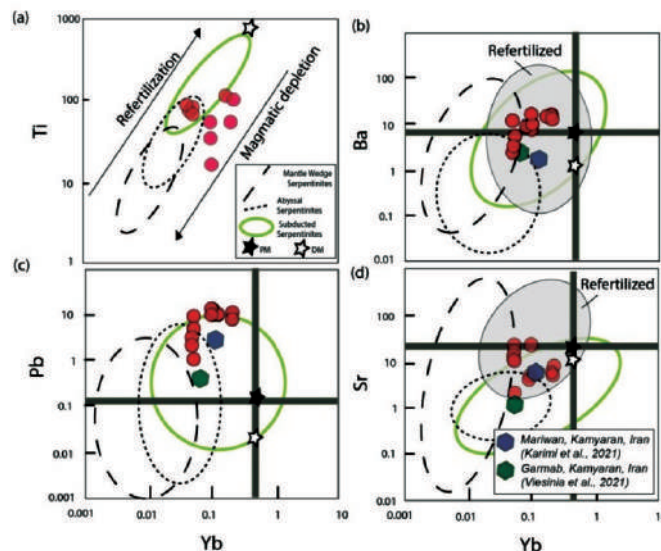 (a)
1000
100
10
1
Ti
Refertilization
Magmatic depletion
Mantle Wedge
Serpentinites
Abyssal
Serpentinites
Subducted
Serpentinites
PM
DM
(b)
Refertilized
1000
100
10
1
0.1
0.01
Ba
(c)
1000
100
10
1
0.1
0.01
0.001
Pb
0.001
0.01
0.1
1
10
Yb
(d)
Refertilized
1000
100
10
1
0.1
0.01
Sr
Mariwan, Kamyaran, Iran
(Karimi et al., 2021)
Garmab, Kamyaran, Iran
(Viesinia et al., 2021)
0.001
0.01
0.1
1
10
Yb